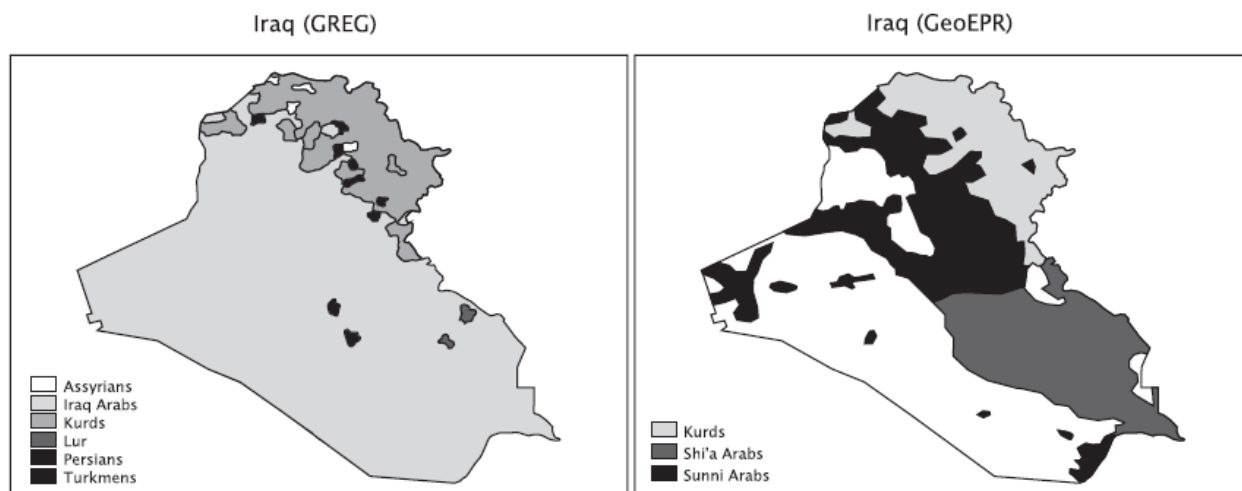 Iraq (GREG)
Assyrians
Iraq Arabs
Kurds
Lur
Persians
Turkmens
Iraq (GeoEPR)
Kurds
Shi'a Arabs
Sunni Arabs